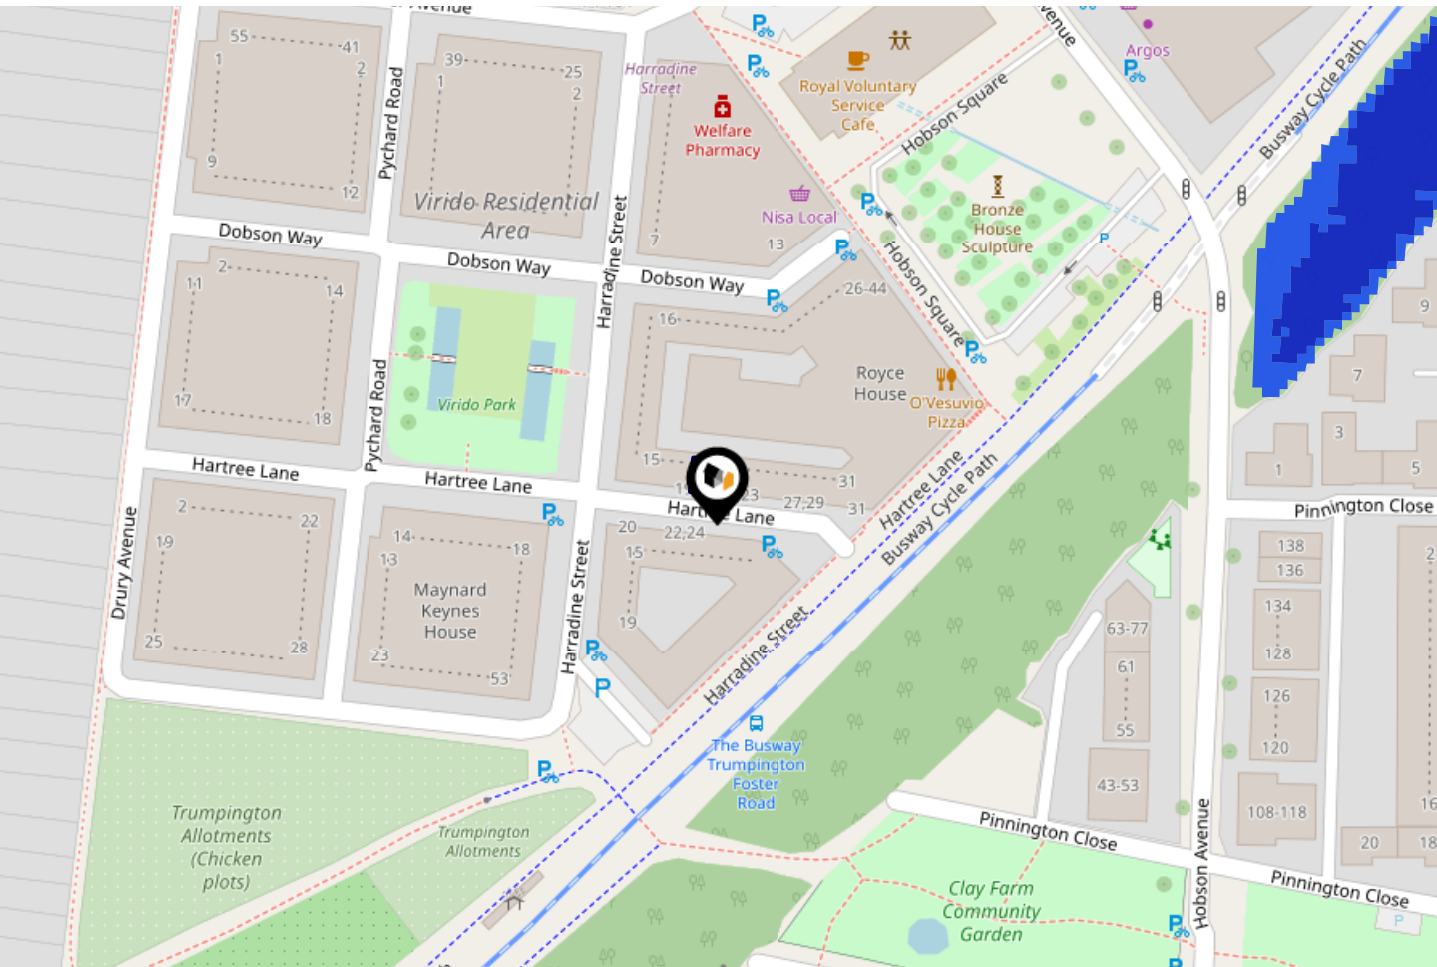 Avenue
55
41
1
2
9
12
Pychard Road
39
25
1
2
Harradine
Street
Welfare
Pharmacy
Nisa Local
7
13
Royal Voluntary
Service
Cafe
Hobson Square
Argos
Busway Cycle Path
Virido Residential
Area
Bronze
House
Sculpture
P
Dobson Way
Dobson Way
Dobson Way
Harradine Street
Hobson Square
26-44
16
2
11
14
17
18
Pychard Road
Virido Park
Royce
House
O'Vesuvio
Pizza
9
7
3
1
5
15
31
23
27,29
31
Hartree Lane
Hartree Lane
Hartree Lane
Hartree Lane
Busway Cycle Path
Pinnington Close
2
22
19
25
28
Drury Avenue
14
13
18
Maynard
Keynes
House
23
53
Harradine Street
20
22,24
15
19
Harradine Street
P
The Busway
Trumpington
Foster
Road
138
136
134
128
126
120
108-118
63-77
61
55
43-53
2
16
20
18
Pinnington Close
Pinnington Close
Hobson Avenue
P
Trumpington
Allotments
(Chicken
plots)
Trumpington
Allotments
Clay Farm
Community
Garden